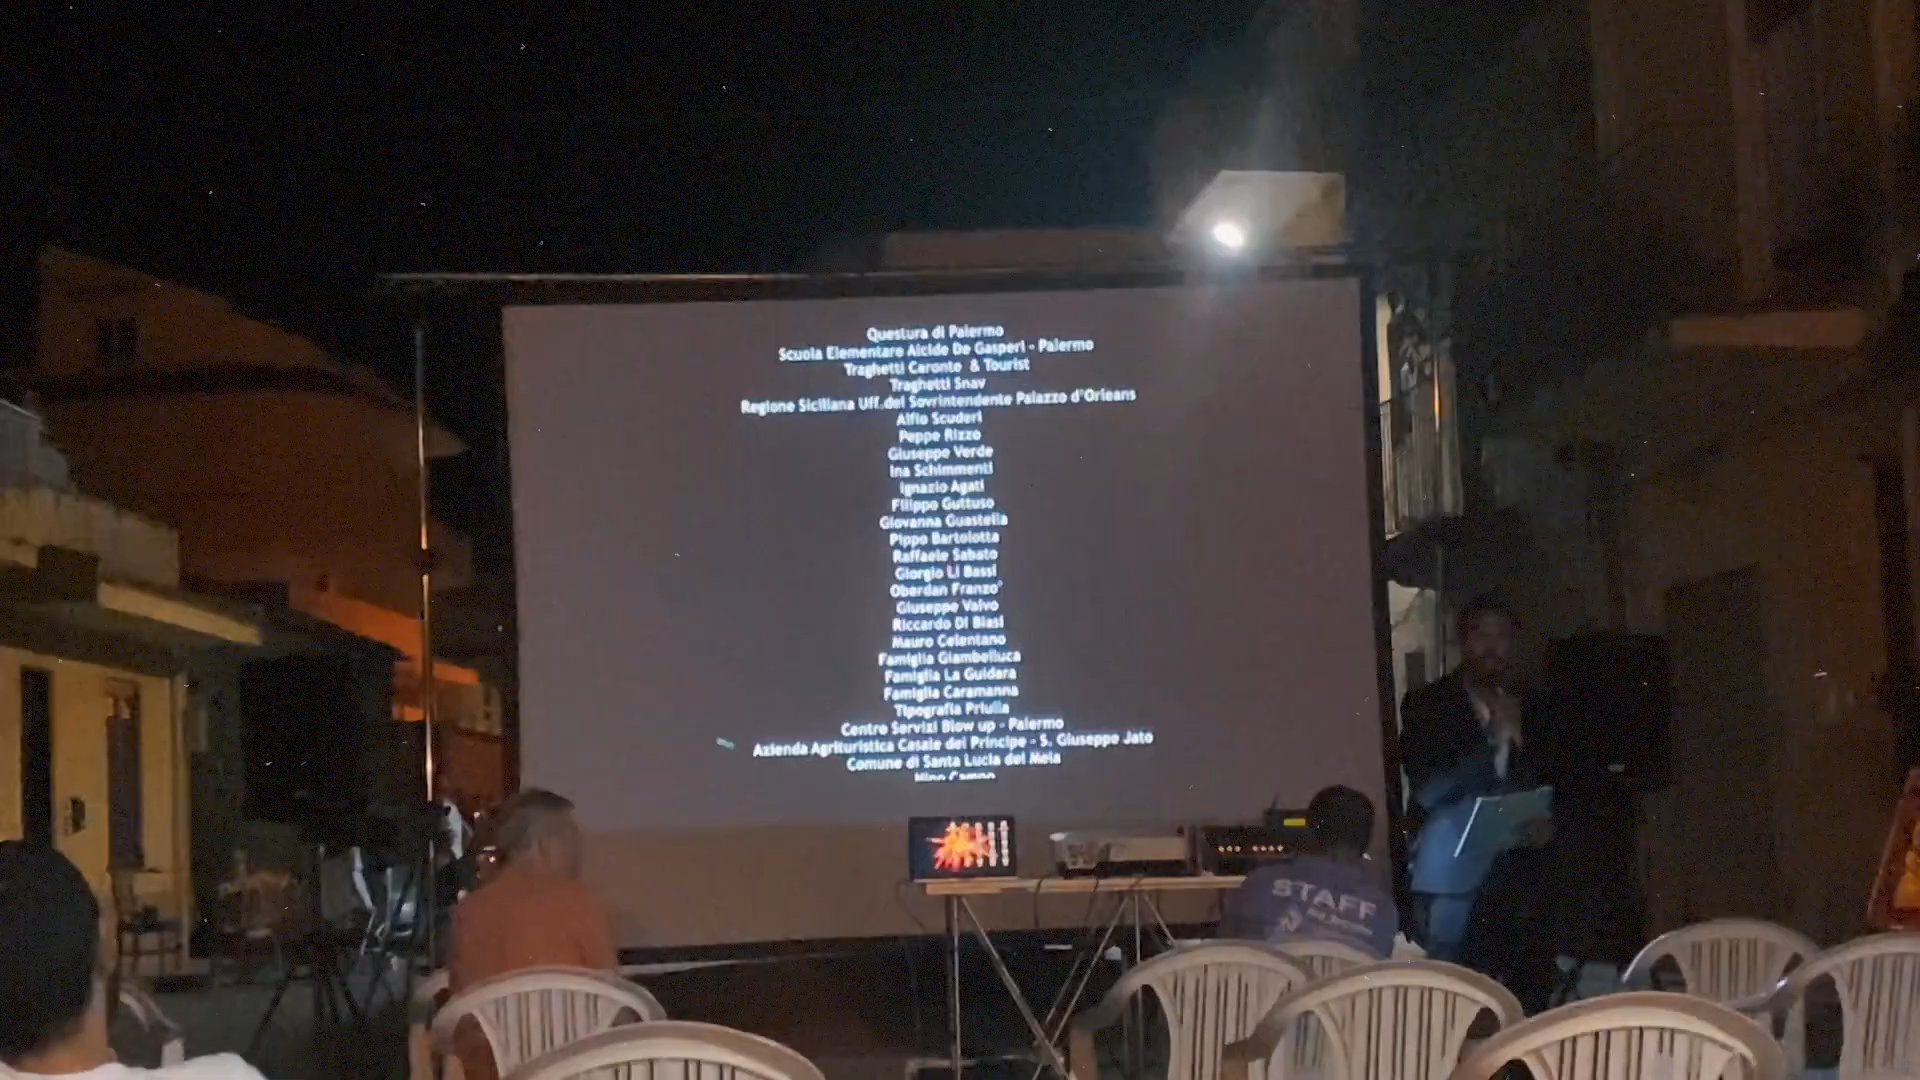 Questura di Palermo
Scuola Elementare Alcide De Gasperi - Palermo
Traghetti Caronte & Tourist
Traghetti Snav
Regione Siciliana Uff.del Sovrintendente Palazzo d'Orleans
Alfio Scuderi
Peppe Rizzo
Giuseppe Verde
Ina Schimmenti
Ignazio Agati
Filippo Guttuso
Giovanna Guastella
Pippo Bartolotta
Raffaele Sabato
Giorgio Li Bassi
Oberdan Franzo'
Giuseppe Valvo
Riccardo Di Blasi
Mauro Celentano
Famiglia Giambelluca
Famiglia La Guidara
Famiglia Caramanna
Tipografia Priulla
Centro Servizi Blow up - Palermo
Azienda Agrituristica Casale del Principe - S. Giuseppe Jato
Comune di Santa Lucia del Mela
Nino Campo
STAFF